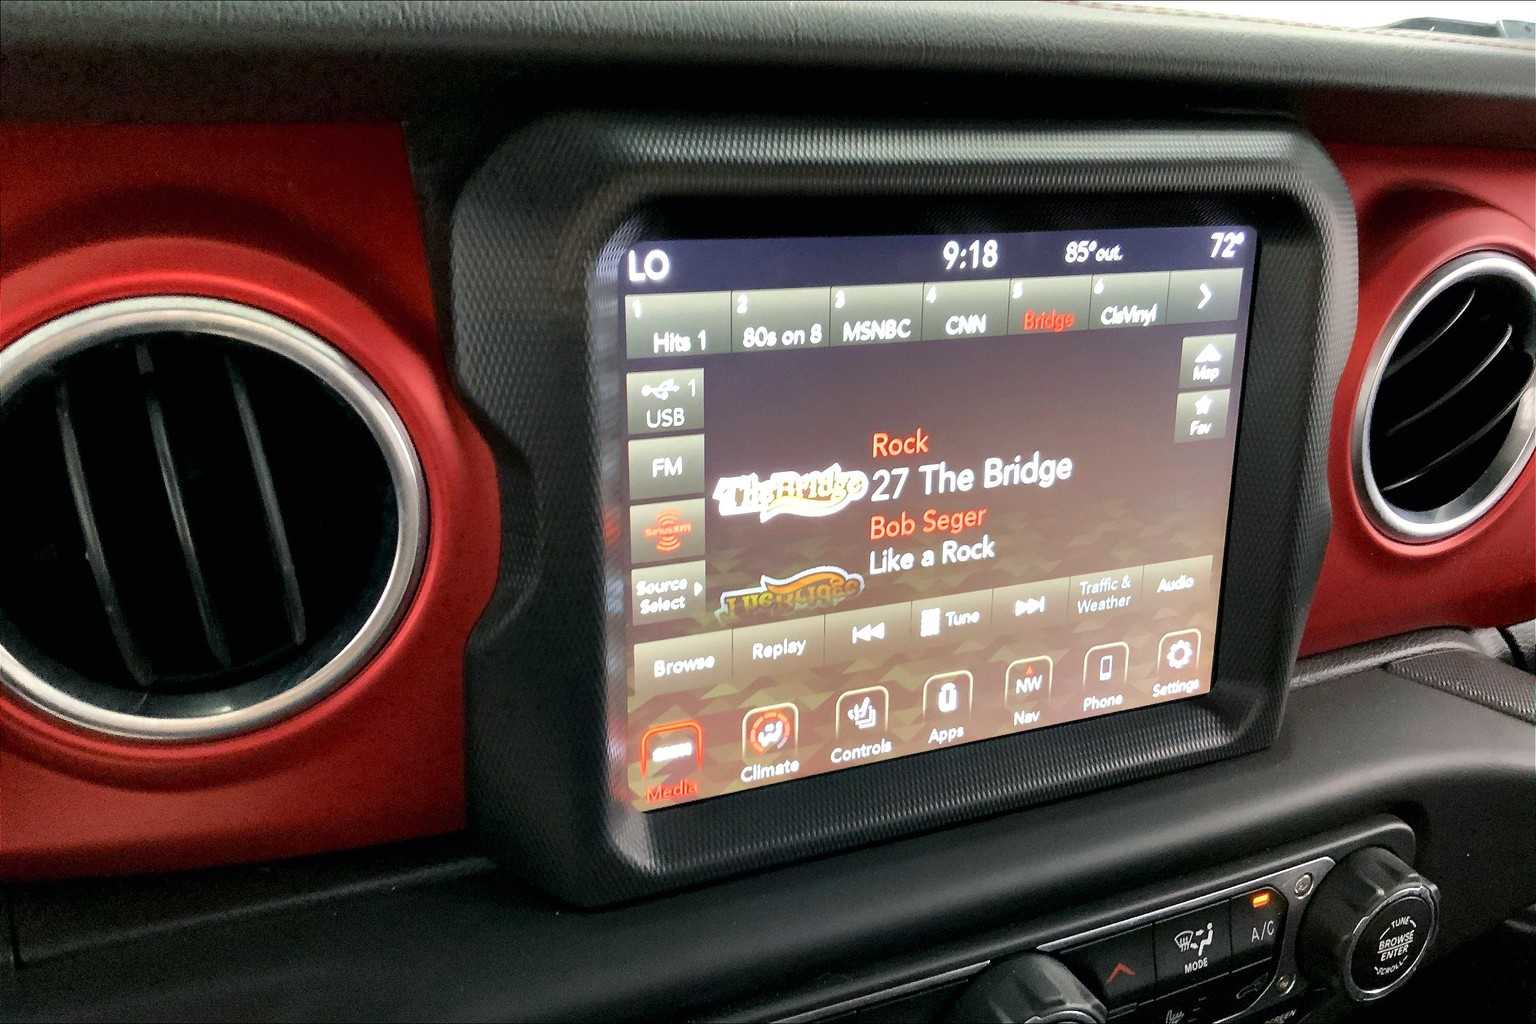 LO 9:18 85° out. 72°
1 Hits 1
2 80s on 8
3 MSNBC
4 CNN
5 Bridge
6 ClsVinyl
1
USB
Map
Fav
FM
SiriusXM
Source
Select
The Bridge
Rock
27 The Bridge
Bob Seger
Like a Rock
Browse
Replay
Tune
Traffic &
Weather
Audio
Media
Climate
Controls
Apps
NW
Nav
Phone
Settings
MODE
A/C
TUNE
BROWSE
ENTER
SCROLL